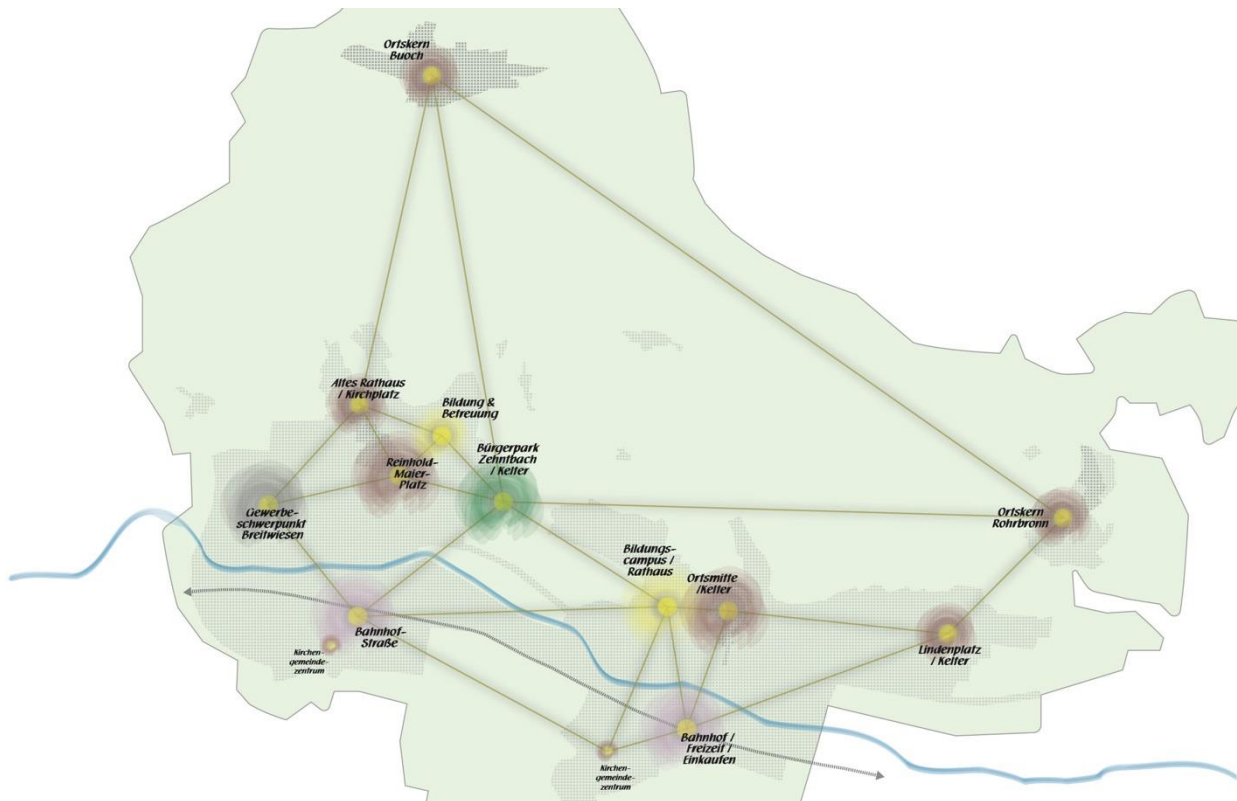 Ortskern
Buoch
Altes Rathaus
/ Kirchplatz
Bildung &
Betreuung
Bürgerpark
Zehntbach
/ Kelter
Reinhold-
Maier-
Platz
Gewerbe-
schwerpunkt
Breitwiesen
Ortskern
Rohrbronn
Bildungs-
campus /
Rathaus
Ortsmitte
/Kelter
Bahnhof-
Straße
Kirchen-
gemeinde-
zentrum
Lindenplatz
/ Kelter
Bahnhof /
Freizeit /
Einkaufen
Kirchen-
gemeinde-
zentrum